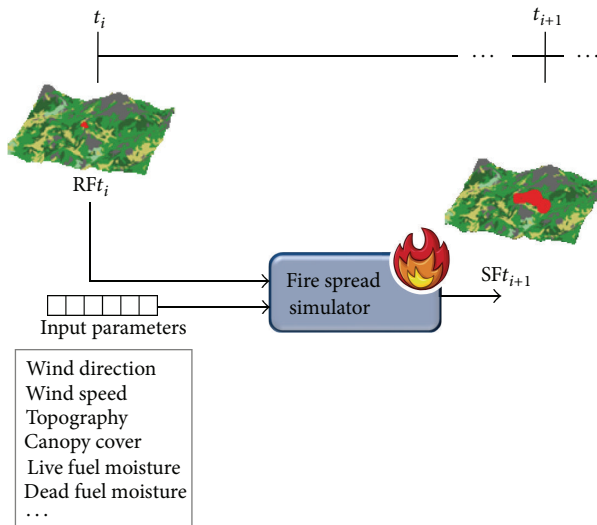 t_i
t_{i+1}
... ...
RFt_i
Fire spread
simulator
SFt_{i+1}
Input parameters
Wind direction
Wind speed
Topography
Canopy cover
Live fuel moisture
Dead fuel moisture
...